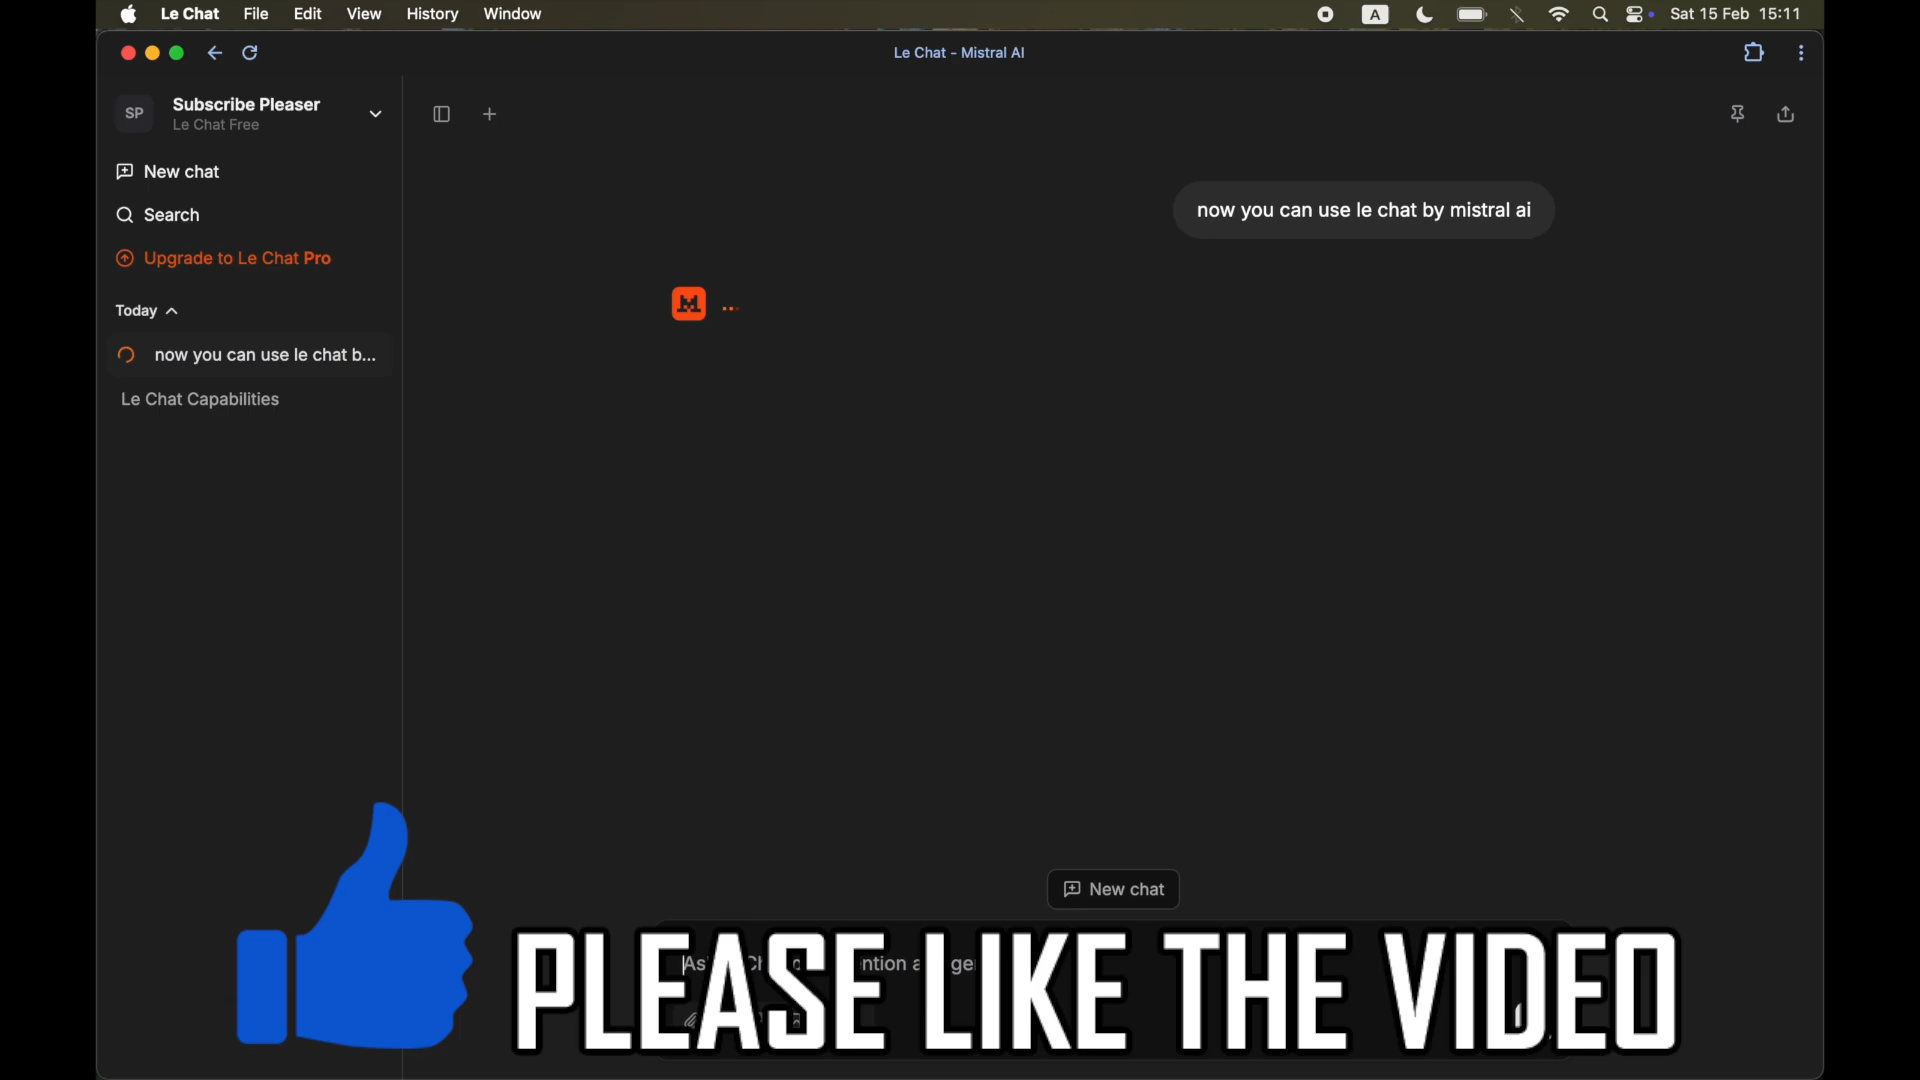 Le Chat File Edit View History Window A Sat 15 Feb 15:11
Le Chat - Mistral AI
SP Subscribe Pleaser
Le Chat Free
New chat
Search
Upgrade to Le Chat Pro
Today
now you can use le chat b...
Le Chat Capabilities
now you can use le chat by mistral ai
New chat
PLEASE LIKE THE VIDEO